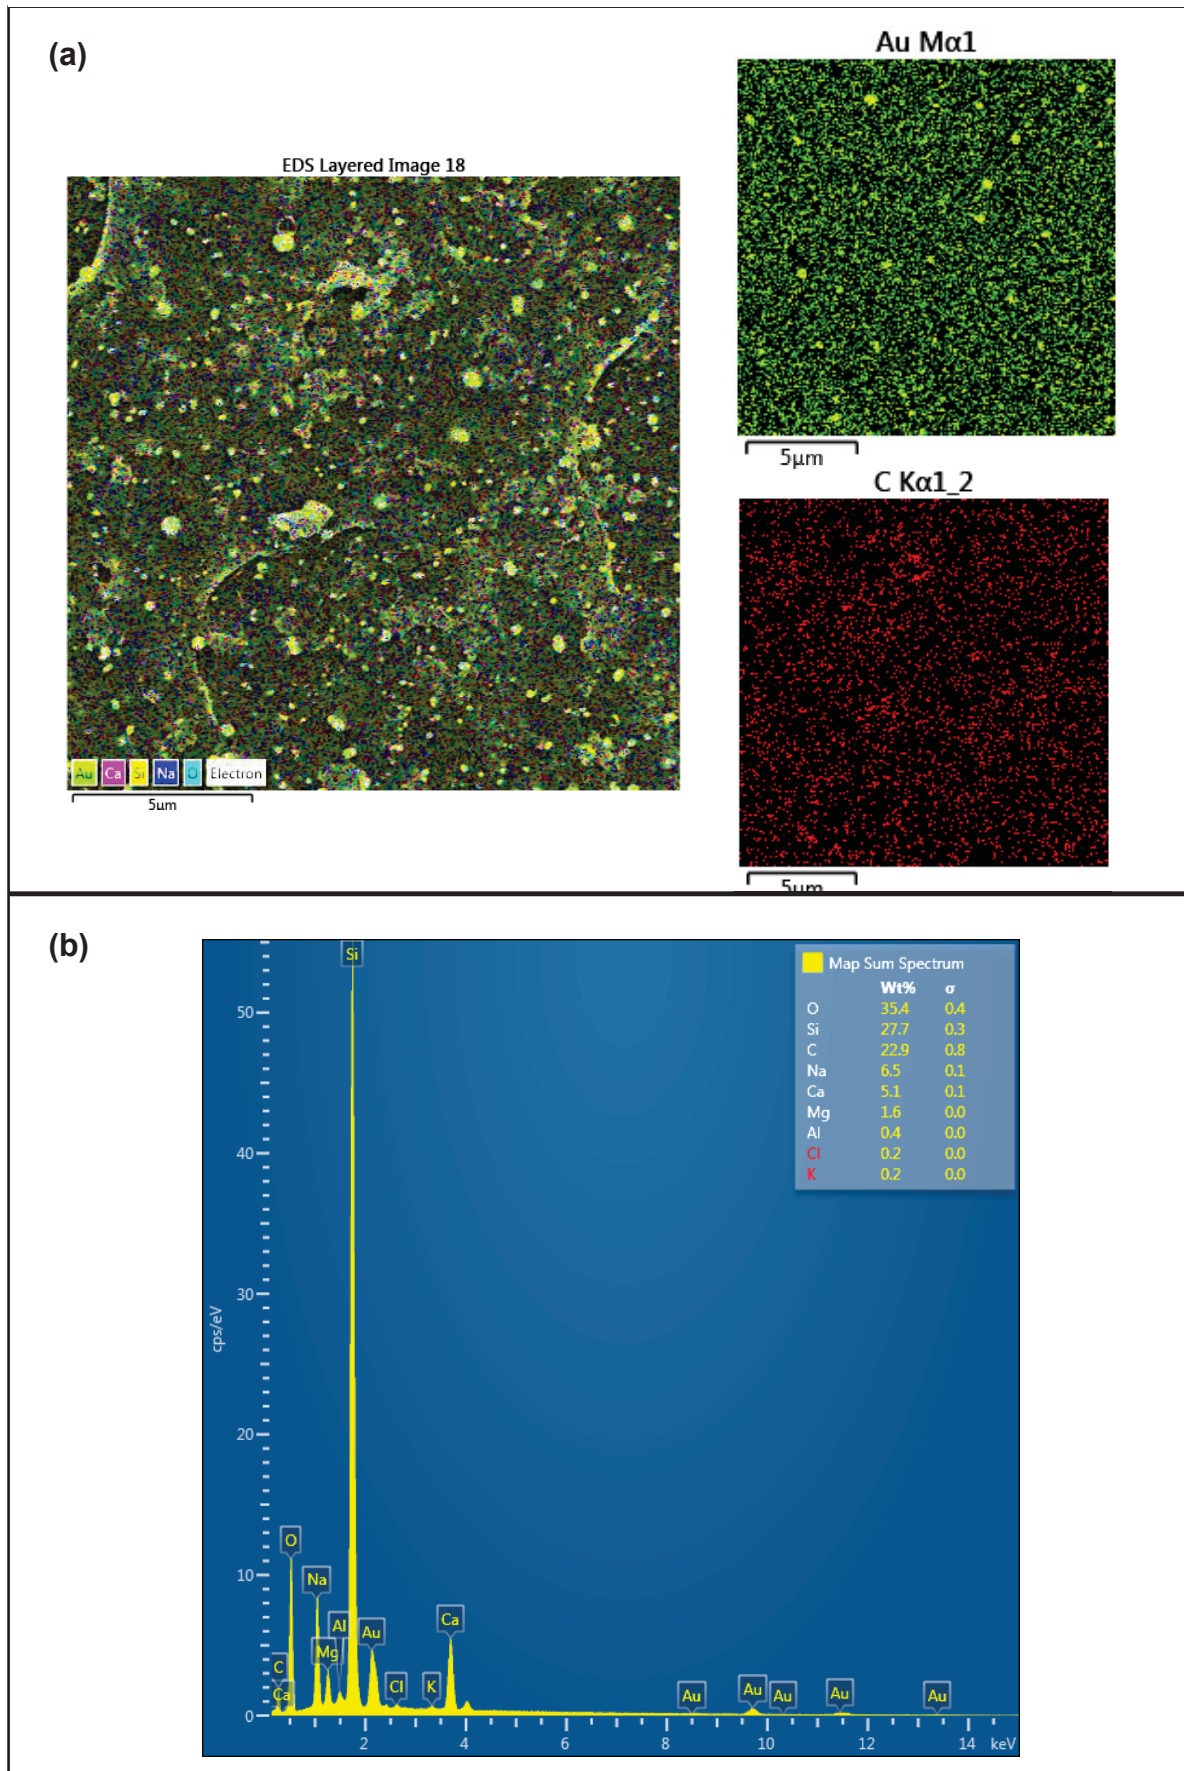 (a)
EDS Layered Image 18
Au Ca Si Na O Electron
5µm
Au Mα1
5µm
C Kα1_2
5µm
(b)
Map Sum Spectrum
Wt% σ
O 35.4 0.4
Si 27.7 0.3
C 22.9 0.8
Na 6.5 0.1
Ca 5.1 0.1
Mg 1.6 0.0
Al 0.4 0.0
Cl 0.2 0.0
K 0.2 0.0
cps/eV
50
40
30
20
10
0
Si
O
Na
Al
Mg
Au
C
Ca
Cl
K
Ca
Au
Au
Au
Au
Au
2 4 6 8 10 12 14 keV